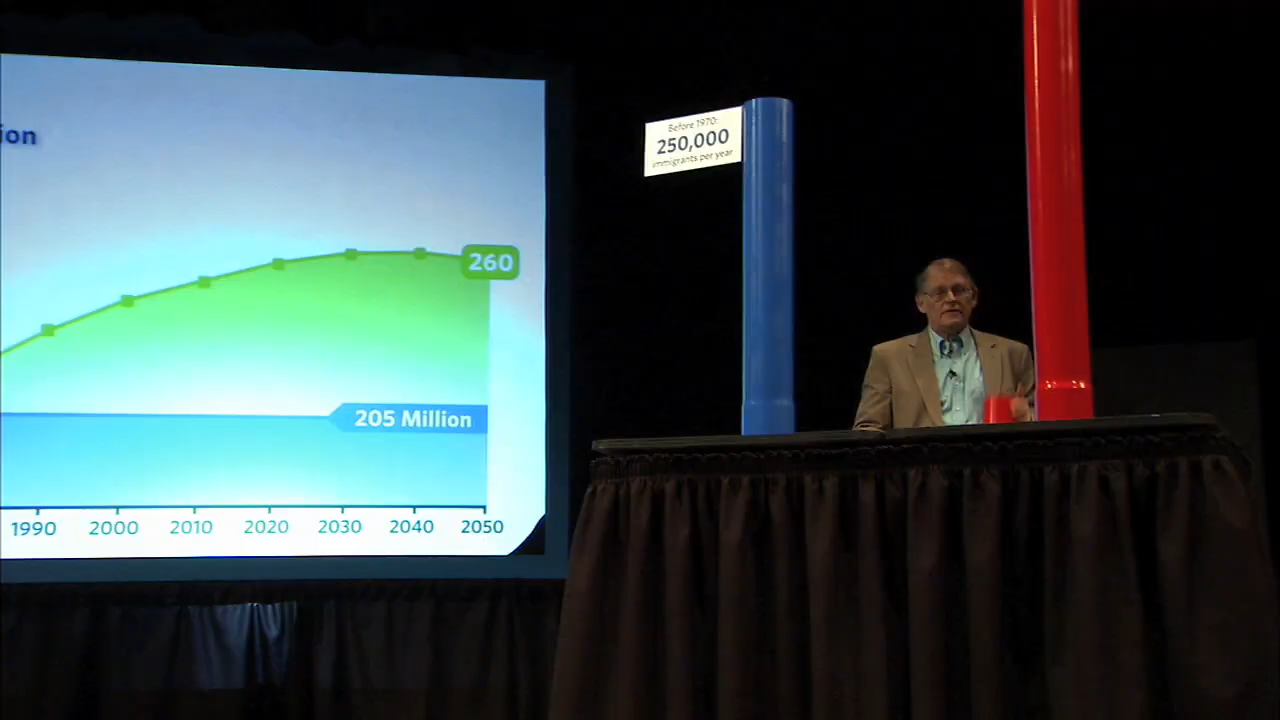 ion
Before 1970:
250,000
immigrants per year
260
205 Million
1990 2000 2010 2020 2030 2040 2050